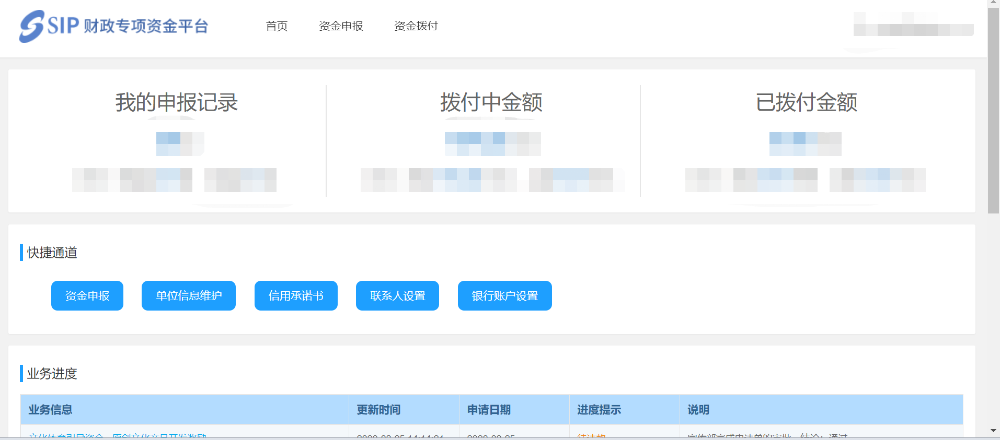 SIP 财政专项资金平台
首页 资金申报 资金拨付
我的申报记录 拨付中金额 已拨付金额
快捷通道
资金申报 单位信息维护 信用承诺书 联系人设置 银行账户设置
业务进度
业务信息 更新时间 申请日期 进度提示 说明